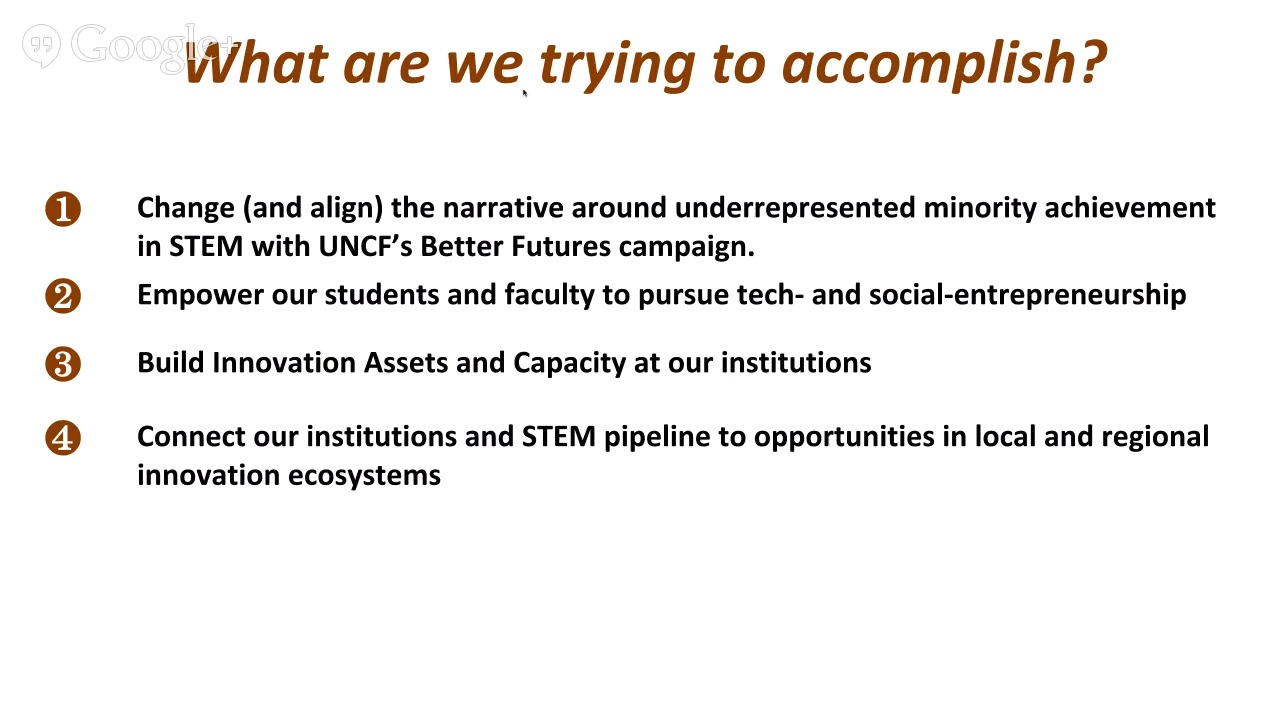 Google+
What are we trying to accomplish?
❶ Change (and align) the narrative around underrepresented minority achievement
in STEM with UNCF’s Better Futures campaign.
❷ Empower our students and faculty to pursue tech- and social-entrepreneurship
❸ Build Innovation Assets and Capacity at our institutions
❹ Connect our institutions and STEM pipeline to opportunities in local and regional
innovation ecosystems